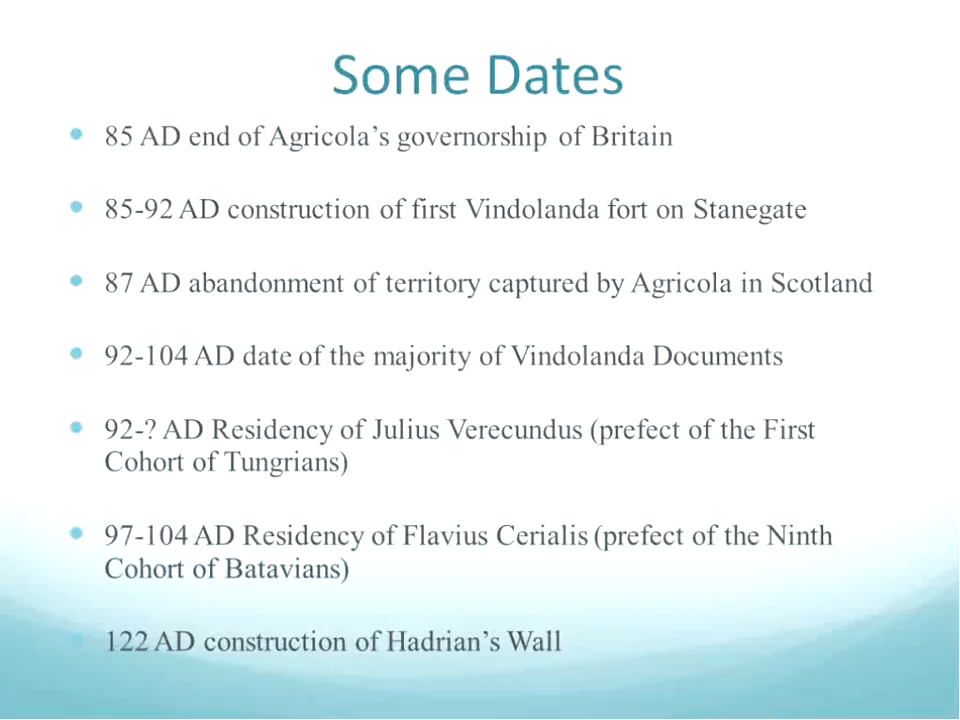 Some Dates
85 AD end of Agricola's governorship of Britain
85-92 AD construction of first Vindolanda fort on Stanegate
87 AD abandonment of territory captured by Agricola in Scotland
92-104 AD date of the majority of Vindolanda Documents
92-? AD Residency of Julius Verecundus (prefect of the First
Cohort of Tungrians)
97-104 AD Residency of Flavius Cerialis (prefect of the Ninth
Cohort of Batavians)
122 AD construction of Hadrian's Wall